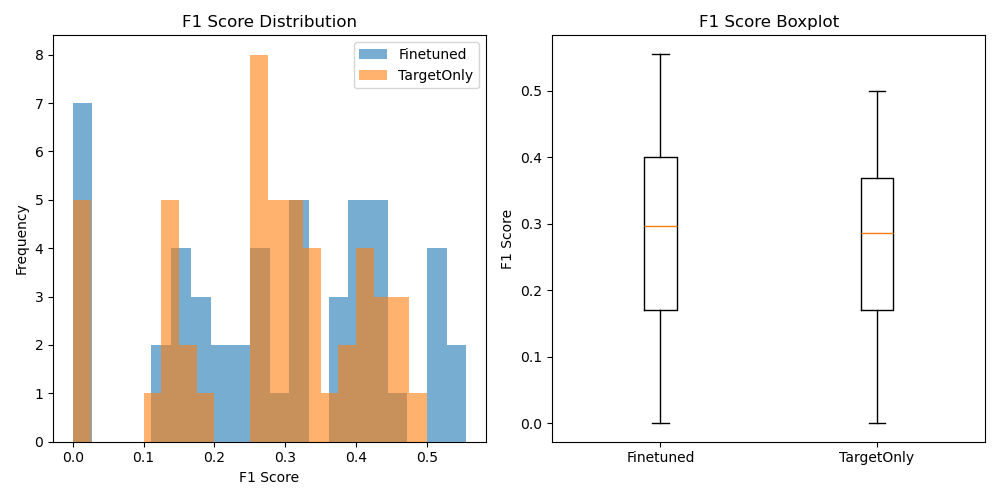 F1 Score Distribution
Finetuned
TargetOnly
8
7
6
5
4
3
2
1
0
Frequency
0.0 0.1 0.2 0.3 0.4 0.5
F1 Score
F1 Score Boxplot
0.5
0.4
0.3
0.2
0.1
0.0
F1 Score
Finetuned TargetOnly